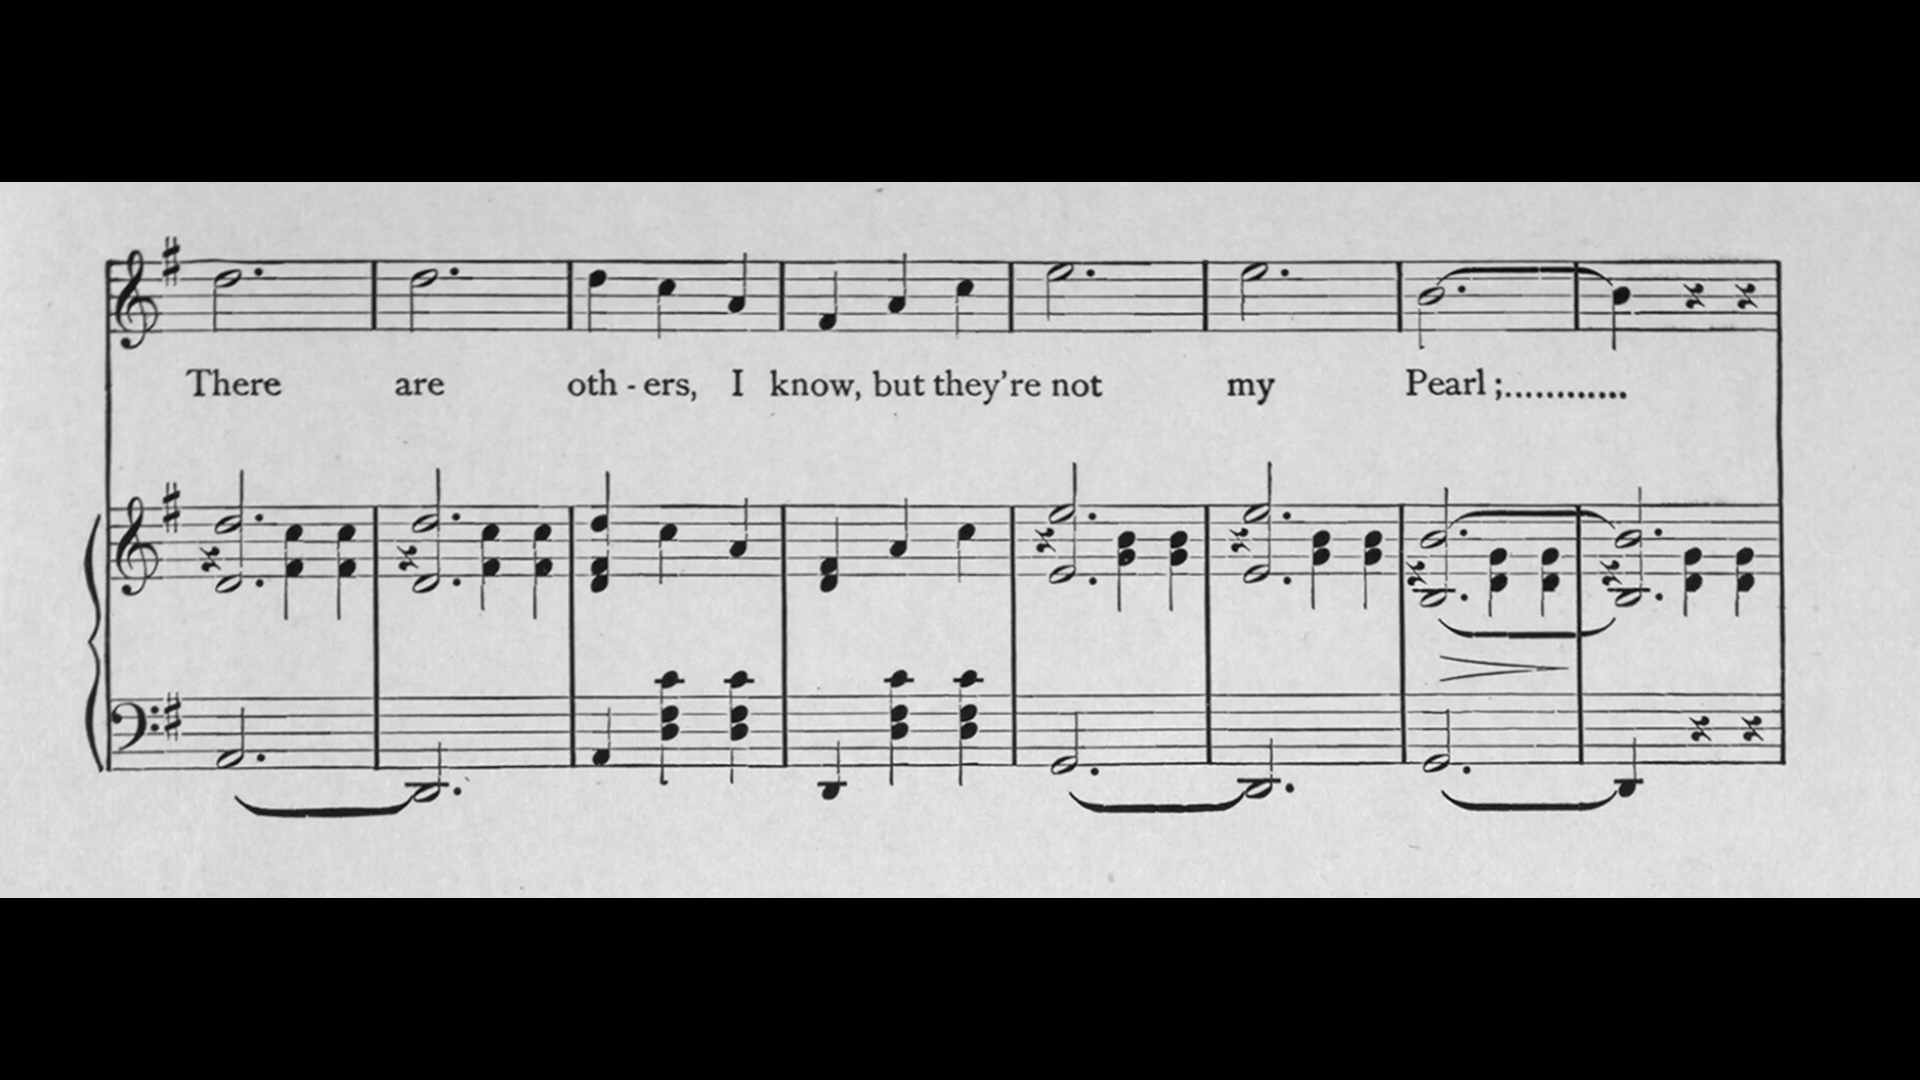 There are oth - ers, I know, but they're not my Pearl ;............